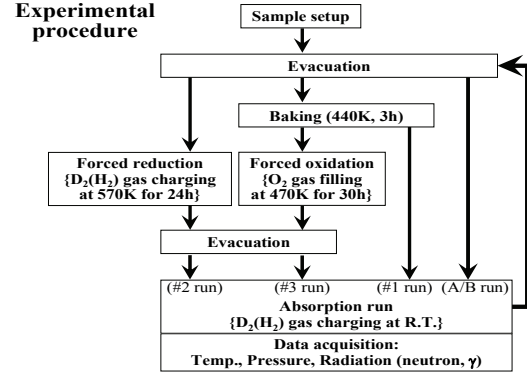 Experimental
procedure
Sample setup
Evacuation
Baking (440K, 3h)
Forced reduction
{D₂(H₂) gas charging
at 570K for 24h}
Forced oxidation
{O₂ gas filling
at 470K for 30h}
Evacuation
(#2 run) (#3 run) (#1 run) (A/B run)
Absorption run
{D₂(H₂) gas charging at R.T.}
Data acquisition:
Temp., Pressure, Radiation (neutron, γ)